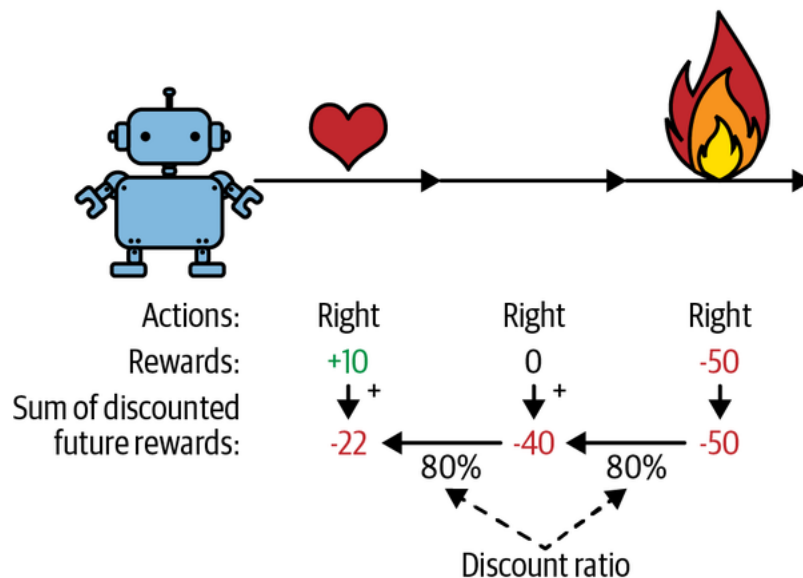 Actions: Right Right Right
Rewards: +10 0 -50
+ +
Sum of discounted
future rewards: -22 -40 -50
80% 80%
Discount ratio